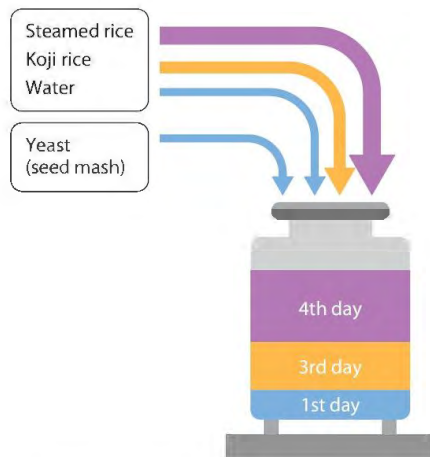 Steamed rice
Koji rice
Water
Yeast
(seed mash)
4th day
3rd day
1st day